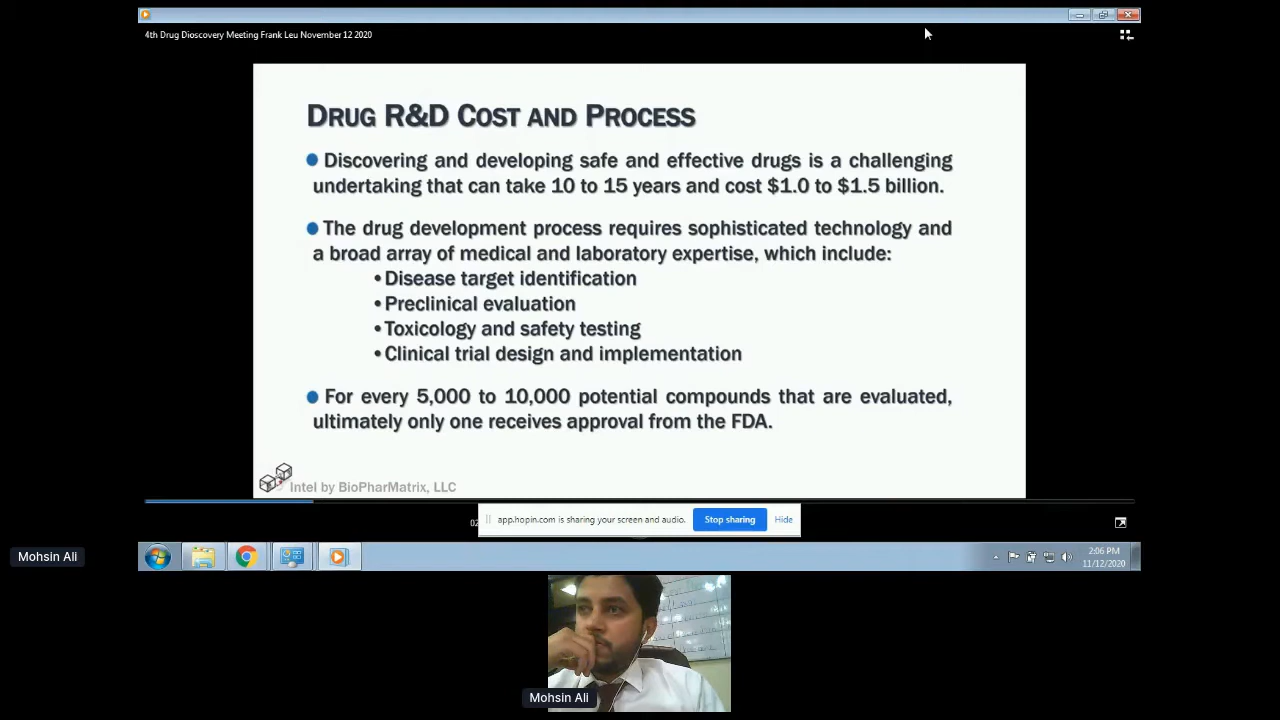 4th Drug Dioscovery Meeting Frank Leu November 12 2020
DRUG R&D COST AND PROCESS
Discovering and developing safe and effective drugs is a challenging
undertaking that can take 10 to 15 years and cost $1.0 to $1.5 billion.
The drug development process requires sophisticated technology and
a broad array of medical and laboratory expertise, which include:
•Disease target identification
•Preclinical evaluation
•Toxicology and safety testing
•Clinical trial design and implementation
For every 5,000 to 10,000 potential compounds that are evaluated,
ultimately only one receives approval from the FDA.
Intel by BioPharMatrix, LLC
02
app.hopin.com is sharing your screen and audio.
Stop sharing
Hide
Mohsin Ali
2:06 PM
11/12/2020
Mohsin Ali